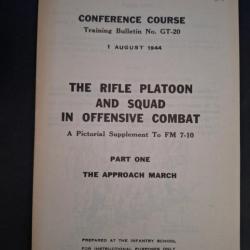 CONFERENCE COURSE
Training Bulletin No. GT-20
1 AUGUST 1944
THE RIFLE PLATOON
AND SQUAD
IN OFFENSIVE COMBAT
A Pictorial Supplement To FM 7-10
PART ONE
THE APPROACH MARCH
PREPARED AT THE INFANTRY SCHOOL
FOR INSTRUCTIONAL PURPOSES ONLY